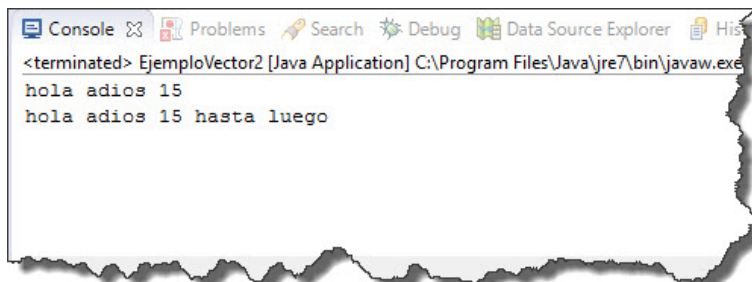 Console Problems Search Debug Data Source Explorer
<terminated> EjemploVector2 [Java Application] C:\Program Files\Java\jre7\bin\javaw.exe
hola adios 15
hola adios 15 hasta luego